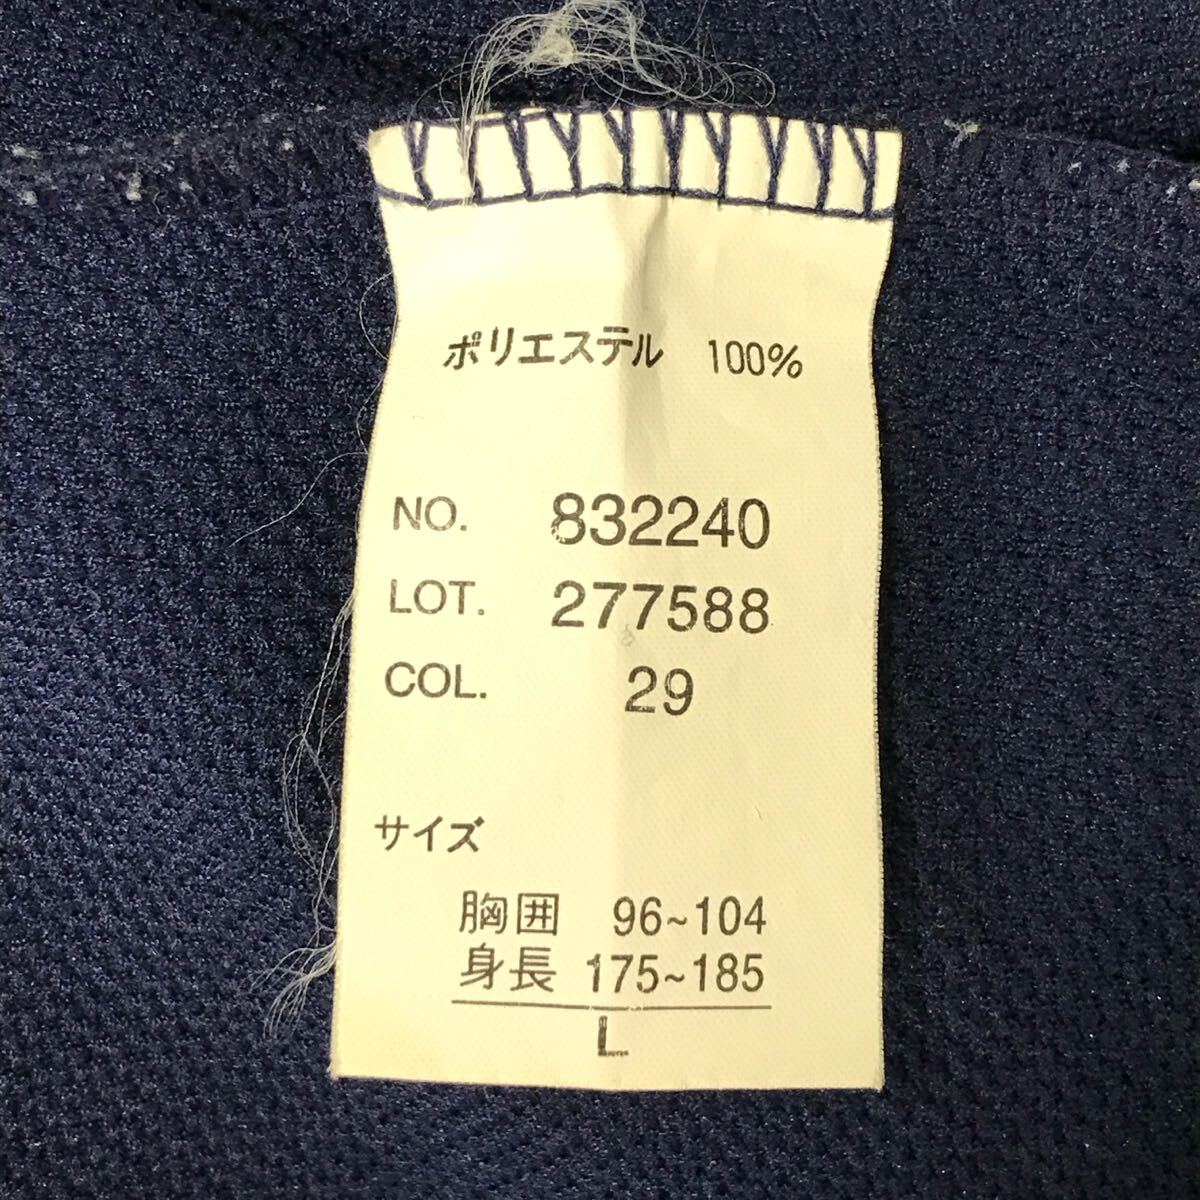 ポリエステル 100%
NO. 832240
LOT. 277588
COL. 29
サイズ
胸囲 96~104
身長 175~185
L